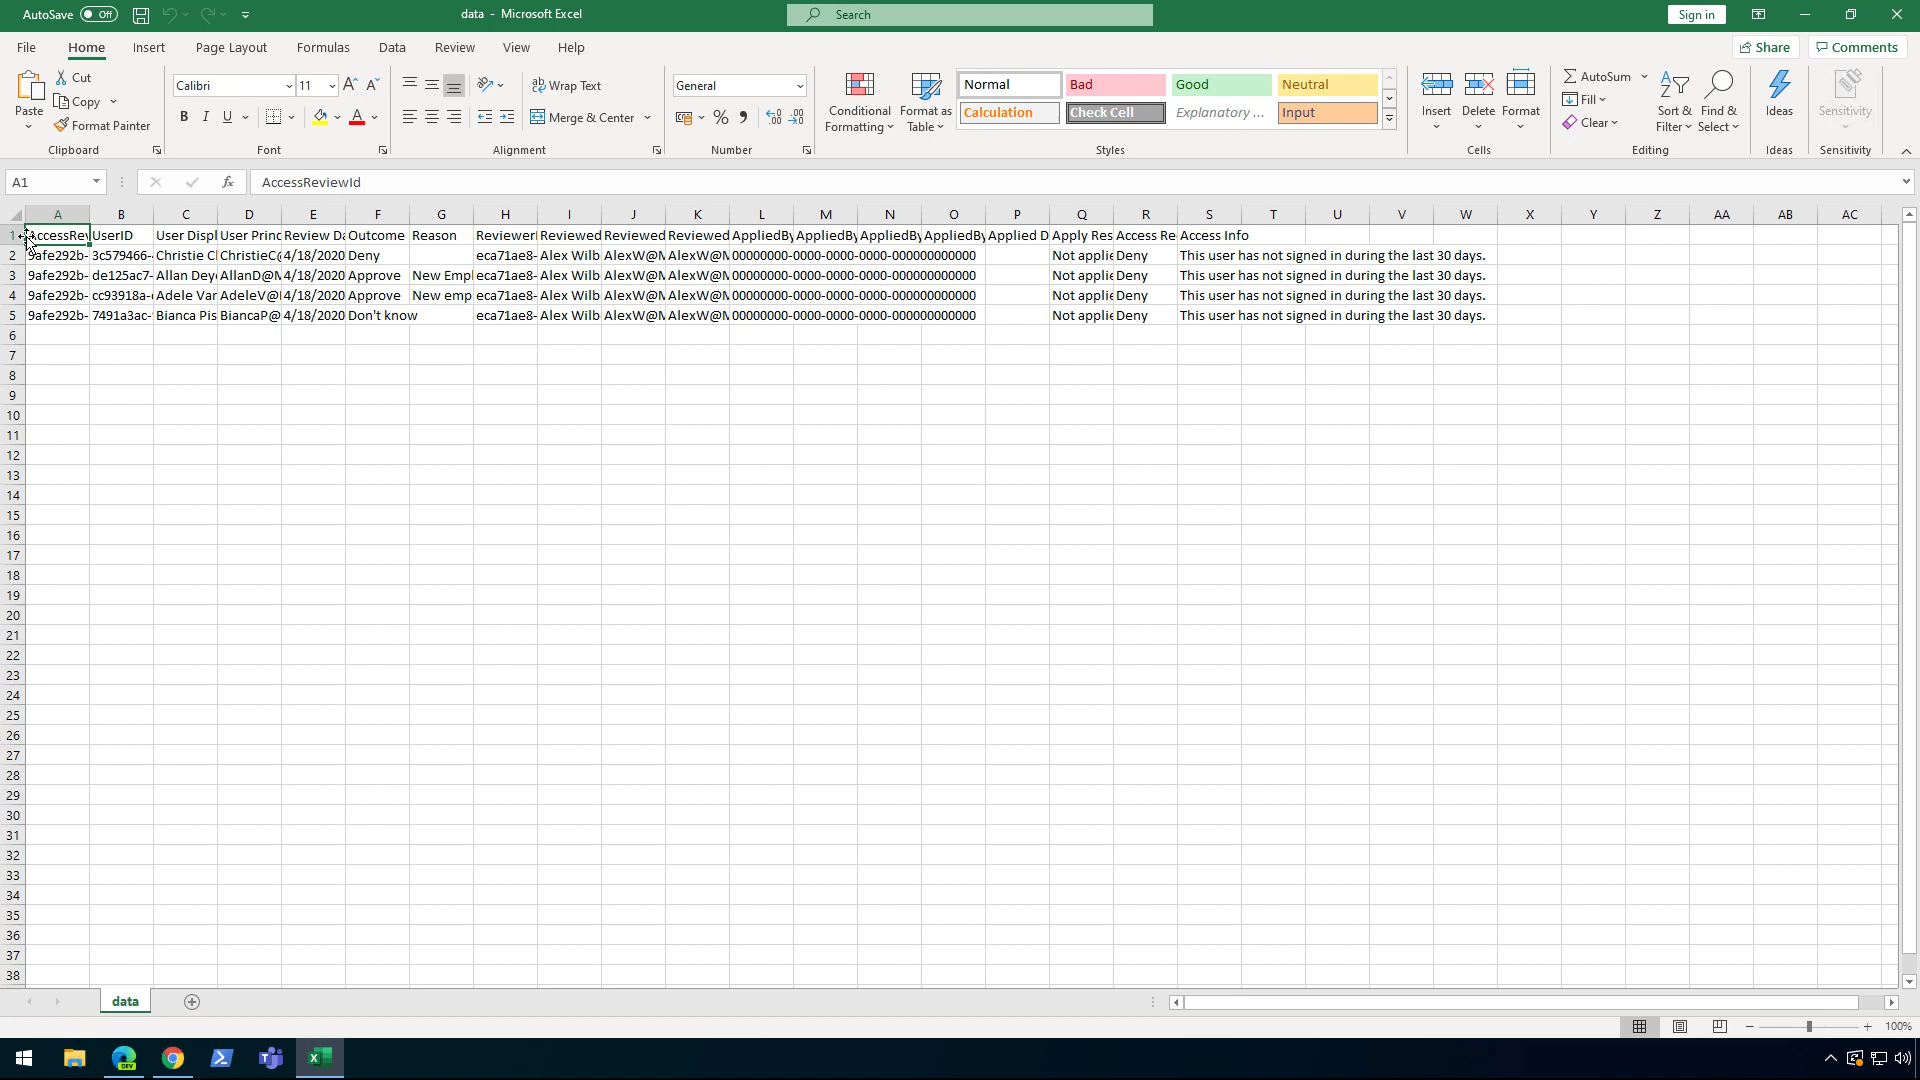 AutoSave Off data - Microsoft Excel Search Sign in
File Home Insert Page Layout Formulas Data Review View Help Share Comments
Paste Cut Copy Format Painter Clipboard
Calibri 11 A A B I U A Font
Wrap Text Merge & Center Alignment
General % Number
Conditional Formatting Format as Table
Normal Bad Good Neutral
Calculation Check Cell Explanatory ... Input
Styles
Insert Delete Format Cells
AutoSum Fill Clear Sort & Filter Find & Select Editing
Ideas Ideas
Sensitivity Sensitivity
A1 fx AccessReviewId
A B C D E F G H I J K L M N O P Q R S T U V W X Y Z AA AB AC
1 AccessRev UserID User Displ User Princ Review Da Outcome Reason Reviewer Reviewed Reviewed Reviewed AppliedBy AppliedBy AppliedBy AppliedBy Applied D Apply Res Access Re Access Info
2 9afe292b- 3c579466- Christie Cl ChristieC@ 4/18/2020 Deny eca71ae8- Alex Wilb AlexW@M AlexW@M 00000000-0000-0000-0000-000000000000 Not applie Deny This user has not signed in during the last 30 days.
3 9afe292b- de125ac7- Allan Dey AllanD@M 4/18/2020 Approve New Empl eca71ae8- Alex Wilb AlexW@M AlexW@M 00000000-0000-0000-0000-000000000000 Not applie Deny This user has not signed in during the last 30 days.
4 9afe292b- cc93918a- Adele Van AdeleV@ 4/18/2020 Approve New emp eca71ae8- Alex Wilb AlexW@M AlexW@M 00000000-0000-0000-0000-000000000000 Not applie Deny This user has not signed in during the last 30 days.
5 9afe292b- 7491a3ac- Bianca Pis BiancaP@ 4/18/2020 Don't know eca71ae8- Alex Wilb AlexW@M AlexW@M 00000000-0000-0000-0000-000000000000 Not applie Deny This user has not signed in during the last 30 days.
6
7
8
9
10
11
12
13
14
15
16
17
18
19
20
21
22
23
24
25
26
27
28
29
30
31
32
33
34
35
36
37
38
data
100%
DEV